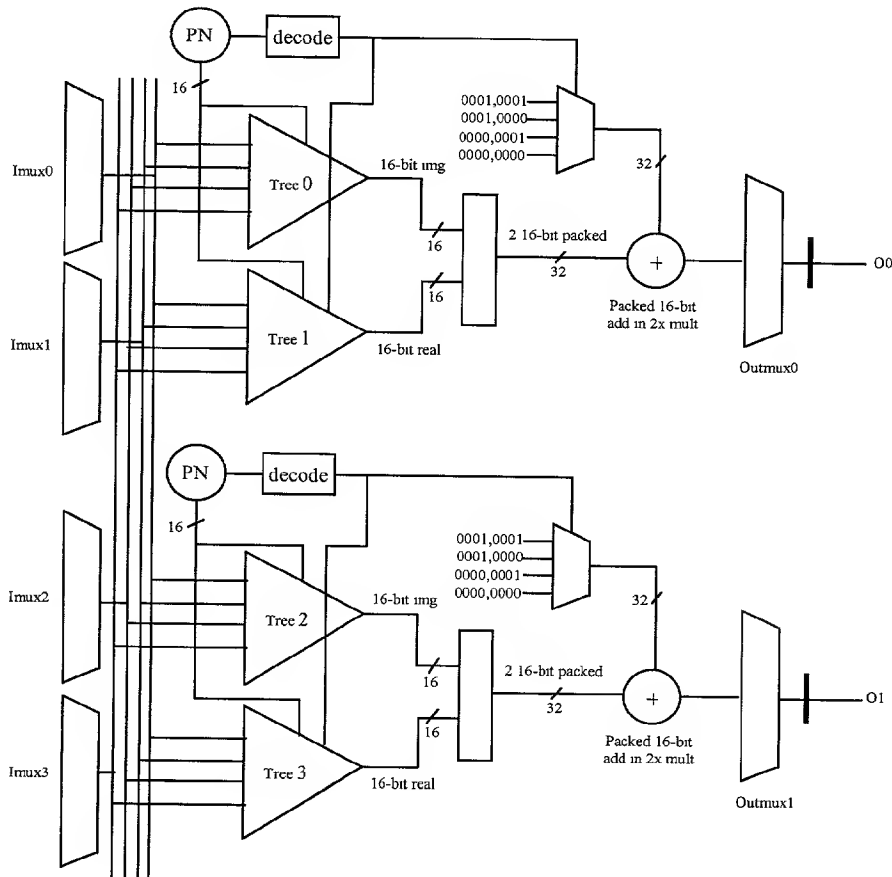 PN
decode
16
0001,0001
0001,0000
0000,0001
0000,0000
Imux0
Tree 0
16-bit img
32
16
2 16-bit packed
32
+
O0
16
Packed 16-bit
add in 2x mult
Imux1
Tree 1
16-bit real
Outmux0
PN
decode
16
0001,0001
0001,0000
0000,0001
0000,0000
Imux2
Tree 2
16-bit img
32
16
2 16-bit packed
32
+
O1
16
Packed 16-bit
add in 2x mult
Imux3
Tree 3
16-bit real
Outmux1